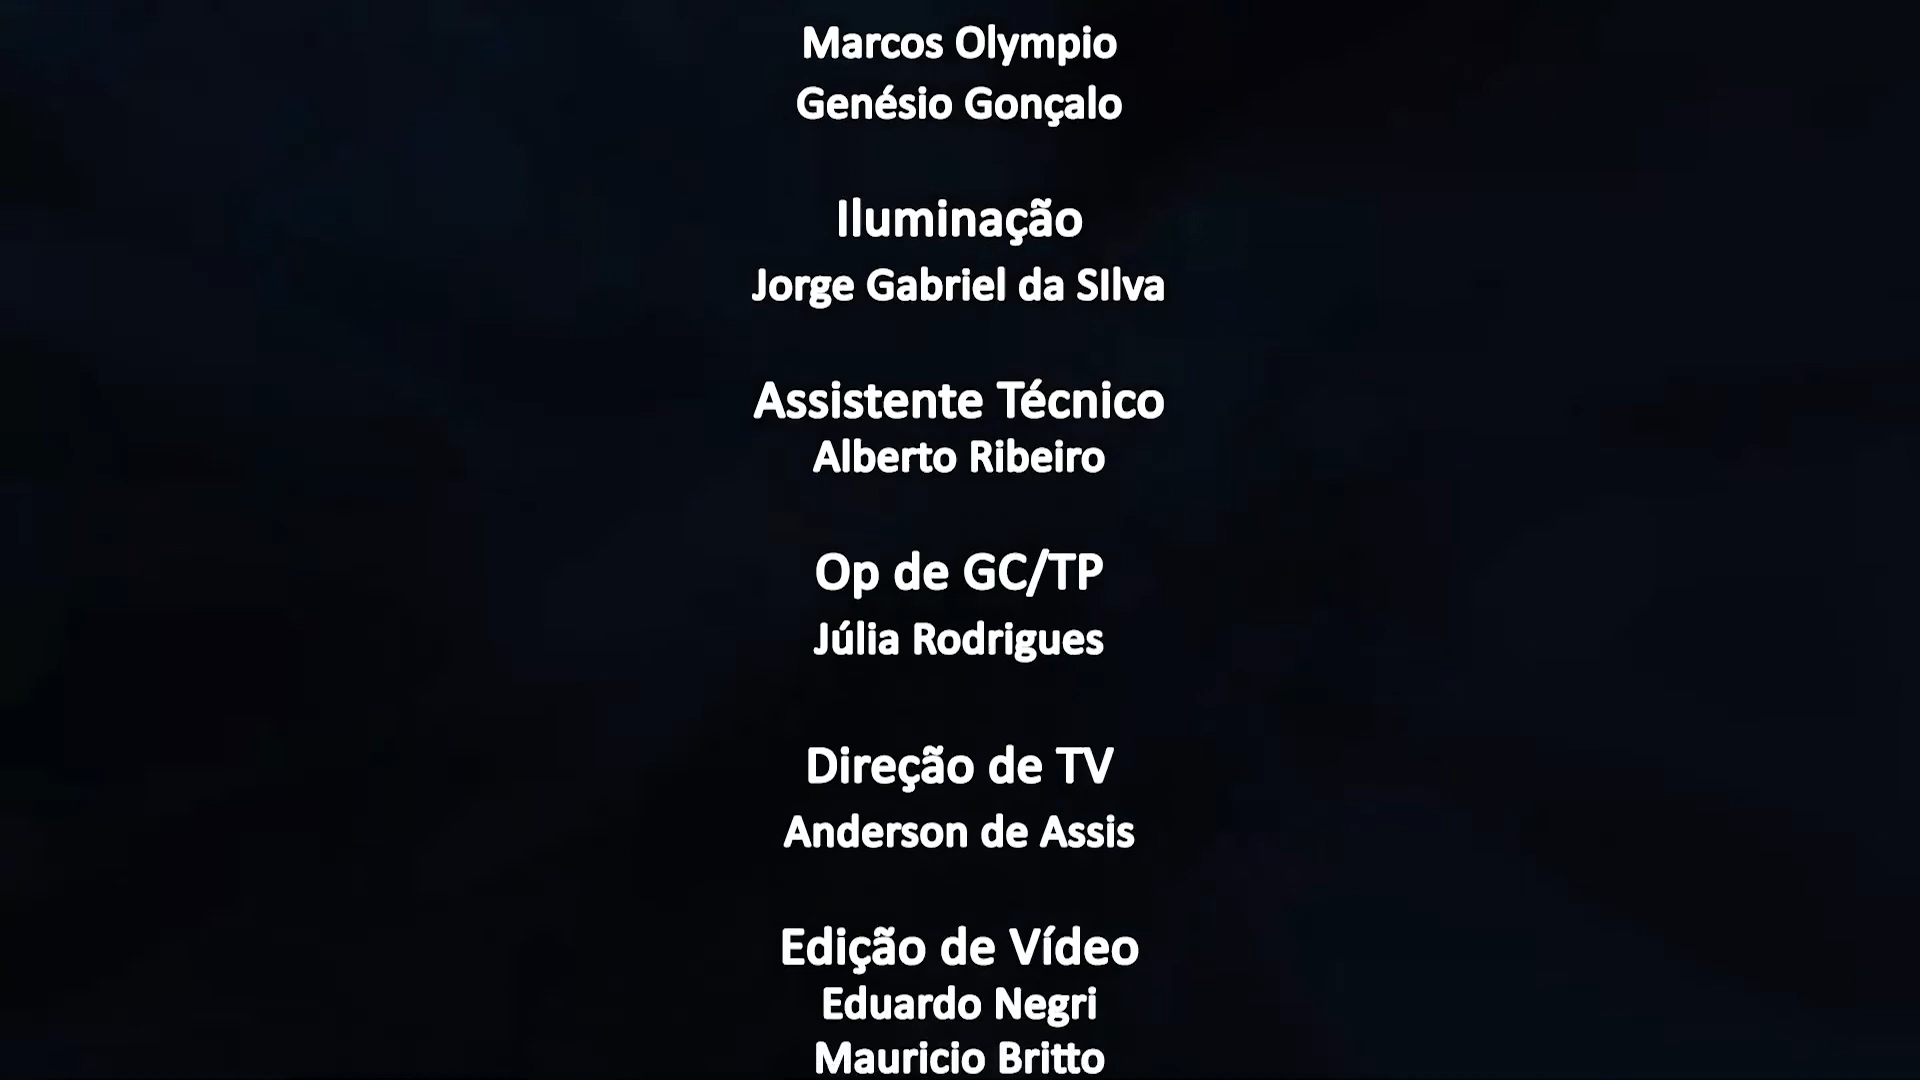 Marcos Olympio
Genésio Gonçalo
Iluminação
Jorge Gabriel da SIlva
Assistente Técnico
Alberto Ribeiro
Op de GC/TP
Júlia Rodrigues
Direção de TV
Anderson de Assis
Edição de Vídeo
Eduardo Negri
Mauricio Britto